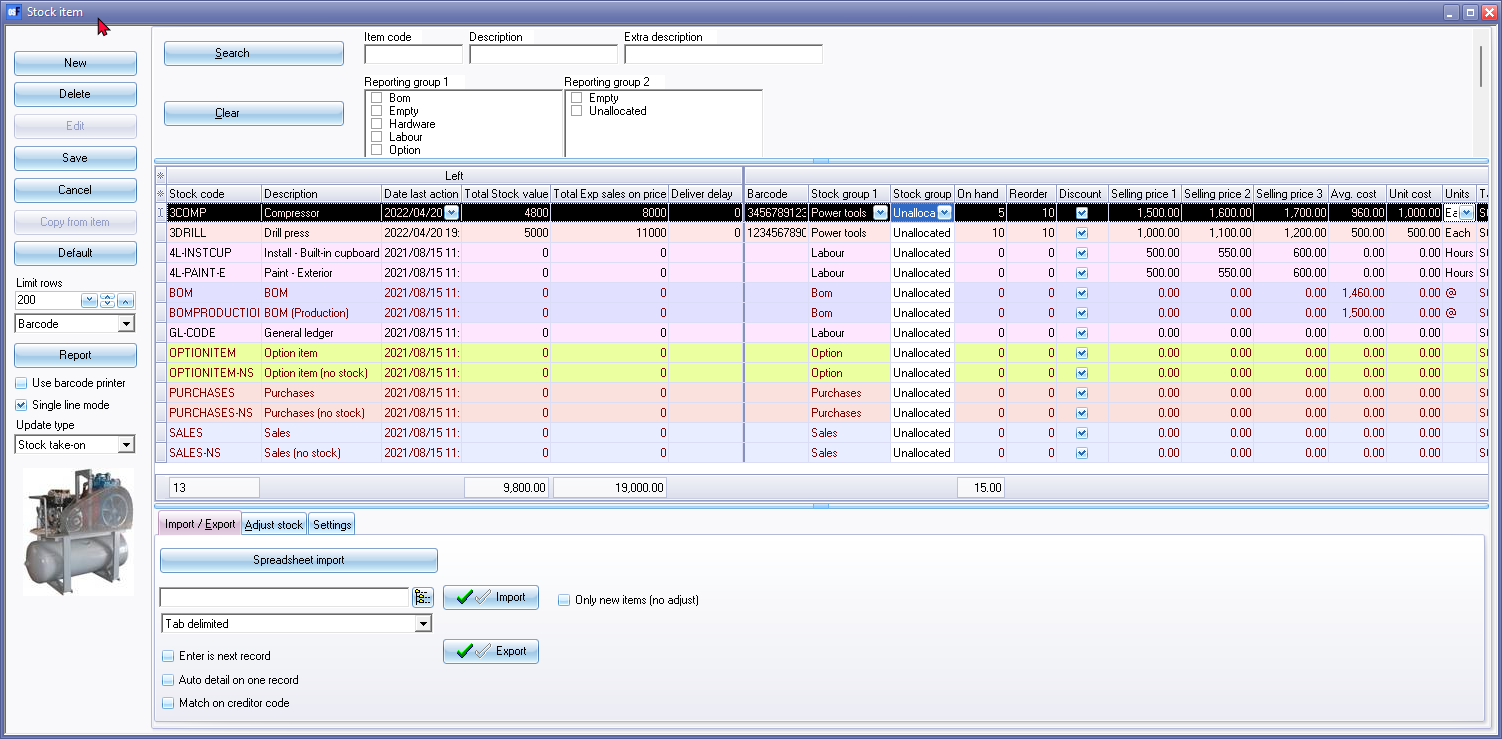 Stock item
New
Delete
Edit
Save
Cancel
Copy from item
Default
Limit rows
200
Barcode
Report
Use barcode printer
Single line mode
Update type
Stock take-on
Search
Clear
Item code Description Extra description
Reporting group 1 Reporting group 2
Bom Empty
Empty Unallocated
Hardware
Labour
Option
Left
Stock code Description Date last action Total Stock value Total Exp sales on price Deliver delay Barcode Stock group 1 Stock group On hand Reorder Discount Selling price 1 Selling price 2 Selling price 3 Avg. cost Unit cost Units
3COMP Compressor 2022/04/20 4800 8000 0 3456789123 Power tools Unalloca 5 10 1,500.00 1,600.00 1,700.00 960.00 1,000.00 Ea
3DRILL Drill press 2022/04/20 19: 5000 11000 0 1234567890 Power tools Unallocated 10 10 1,000.00 1,100.00 1,200.00 500.00 500.00 Each
4L-INSTCUP Install - Built-in cupboard 2021/08/15 11: 0 0 Labour Unallocated 0 0 500.00 550.00 600.00 0.00 0.00 Hours
4L-PAINT-E Paint - Exterior 2021/08/15 11: 0 0 Labour Unallocated 0 0 500.00 550.00 600.00 0.00 0.00 Hours
BOM BOM 2021/08/15 11: 0 0 Bom Unallocated 0 0 0.00 0.00 0.00 1,460.00 0.00 @
BOMPRODUCTIO BOM (Production) 2021/08/15 11: 0 0 Bom Unallocated 0 0 0.00 0.00 0.00 1,500.00 0.00 @
GL-CODE General ledger 2021/08/15 11: 0 0 Labour Unallocated 0 0 0.00 0.00 0.00 0.00 0.00
OPTIONITEM Option item 2021/08/15 11: 0 0 Option Unallocated 0 0 0.00 0.00 0.00 0.00 0.00
OPTIONITEM-NS Option item (no stock) 2021/08/15 11: 0 0 Option Unallocated 0 0 0.00 0.00 0.00 0.00 0.00
PURCHASES Purchases 2021/08/15 11: 0 0 Purchases Unallocated 0 0 0.00 0.00 0.00 0.00 0.00
PURCHASES-NS Purchases (no stock) 2021/08/15 11: 0 0 Purchases Unallocated 0 0 0.00 0.00 0.00 0.00 0.00
SALES Sales 2021/08/15 11: 0 0 Sales Unallocated 0 0 0.00 0.00 0.00 0.00 0.00
SALES-NS Sales (no stock) 2021/08/15 11: 0 0 Sales Unallocated 0 0 0.00 0.00 0.00 0.00 0.00
13 9,800.00 19,000.00 15.00
Import / Export Adjust stock Settings
Spreadsheet import
Import Only new items (no adjust)
Tab delimited
Export
Enter is next record
Auto detail on one record
Match on creditor code